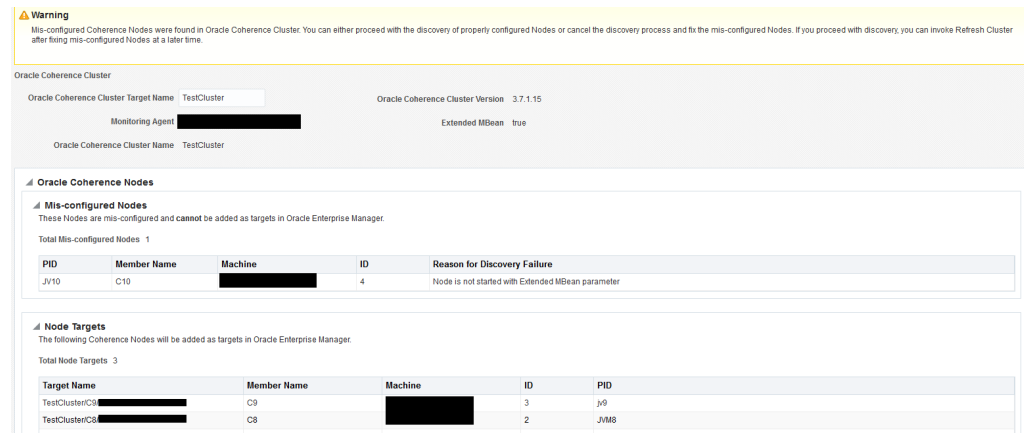 Warning
Mis-configured Coherence Nodes were found in Oracle Coherence Cluster. You can either proceed with the discovery of properly configured Nodes or cancel the discovery process and fix the mis-configured Nodes. If you proceed with discovery, you can invoke Refresh Cluster
after fixing mis-configured Nodes at a later time.
Oracle Coherence Cluster
Oracle Coherence Cluster Target Name TestCluster Oracle Coherence Cluster Version 3.7.1.15
Monitoring Agent Extended MBean true
Oracle Coherence Cluster Name TestCluster
Oracle Coherence Nodes
Mis-configured Nodes
These Nodes are mis-configured and cannot be added as targets in Oracle Enterprise Manager.
Total Mis-configured Nodes 1
PID Member Name Machine ID Reason for Discovery Failure
JV10 C10 4 Node is not started with Extended MBean parameter
Node Targets
The following Coherence Nodes will be added as targets in Oracle Enterprise Manager.
Total Node Targets 3
Target Name Member Name Machine ID PID
TestCluster/C9/ C9 3 jv9
TestCluster/C8/ C8 2 JVM8